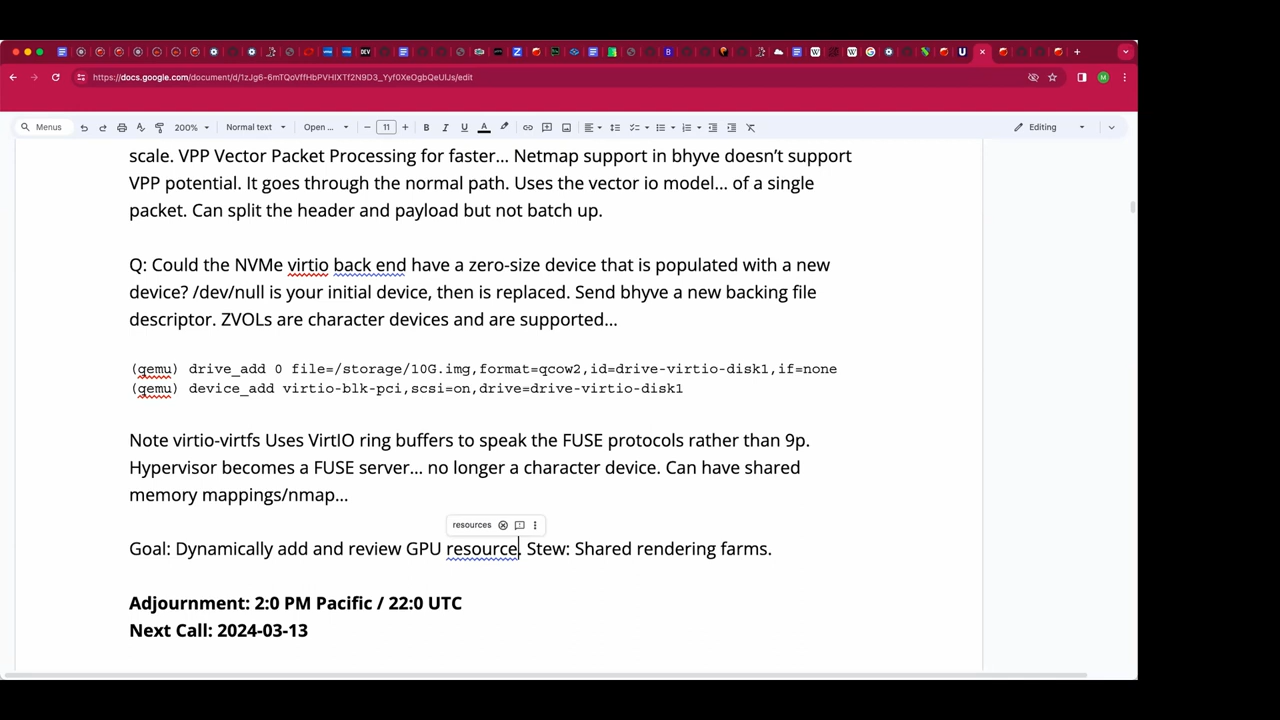 DEV
Z
B
W
W
G
U
https://docs.google.com/document/d/1zJg6-6mTQoVffHbPVHIXTf2N9D3_Yyf0XeOgbQeUlJs/edit
M
Menus
200%
Normal text
Open ...
11
B I U A
Editing
scale. VPP Vector Packet Processing for faster... Netmap support in bhyve doesn’t support
VPP potential. It goes through the normal path. Uses the vector io model... of a single
packet. Can split the header and payload but not batch up.
Q: Could the NVMe virtio back end have a zero-size device that is populated with a new
device? /dev/null is your initial device, then is replaced. Send bhyve a new backing file
descriptor. ZVOLs are character devices and are supported...
(qemu) drive_add 0 file=/storage/10G.img,format=qcow2,id=drive-virtio-disk1,if=none
(qemu) device_add virtio-blk-pci,scsi=on,drive=drive-virtio-disk1
Note virtio-virtfs Uses VirtIO ring buffers to speak the FUSE protocols rather than 9p.
Hypervisor becomes a FUSE server... no longer a character device. Can have shared
memory mappings/nmap...
resources
Goal: Dynamically add and review GPU resource. Stew: Shared rendering farms.
Adjournment: 2:0 PM Pacific / 22:0 UTC
Next Call: 2024-03-13